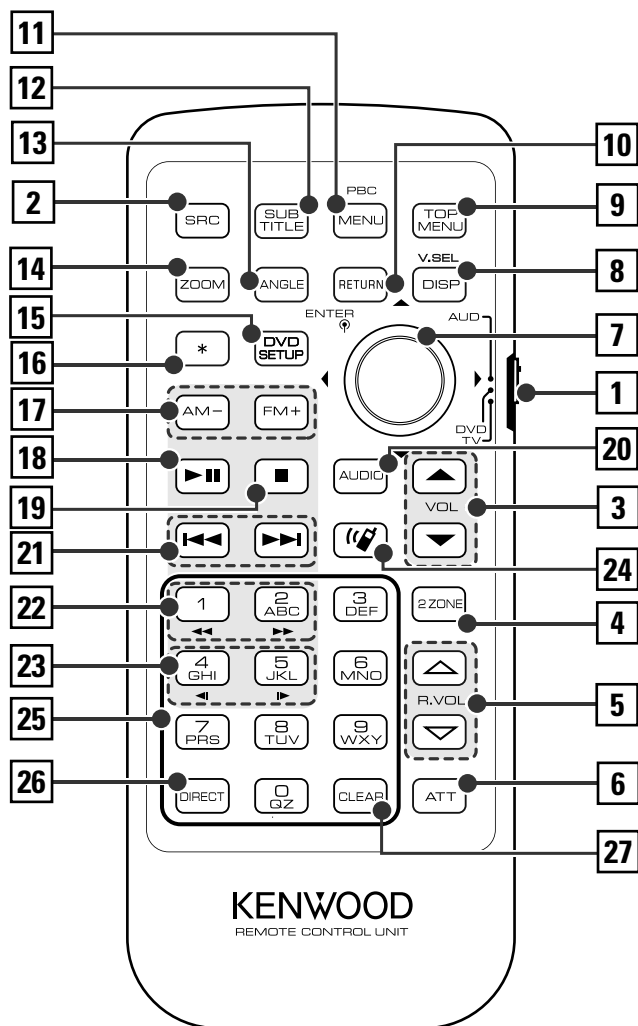 11
12
13
10
PBC
2
SRC
SUB TITLE
MENU
TOP MENU
9
14
V.SEL
8
ZOOM
ANGLE
RETURN
DISP
15
ENTER
AUD
7
*
DVD SETUP
16
1
17
AM−
FM+
DVD
TV
18
►II
■
AUDIO
20
▲
VOL
3
19
▼
21
I◄◄
►►I
24
22
1
2 ABC
3 DEF
2 ZONE
4
◄◄
►►
23
4 GHI
5 JKL
6 MNO
R.VOL
5
◄I
I►
25
7 PRS
8 TUV
9 WXY
26
DIRECT
0 QZ
CLEAR
ATT
6
27
KENWOOD
REMOTE CONTROL UNIT